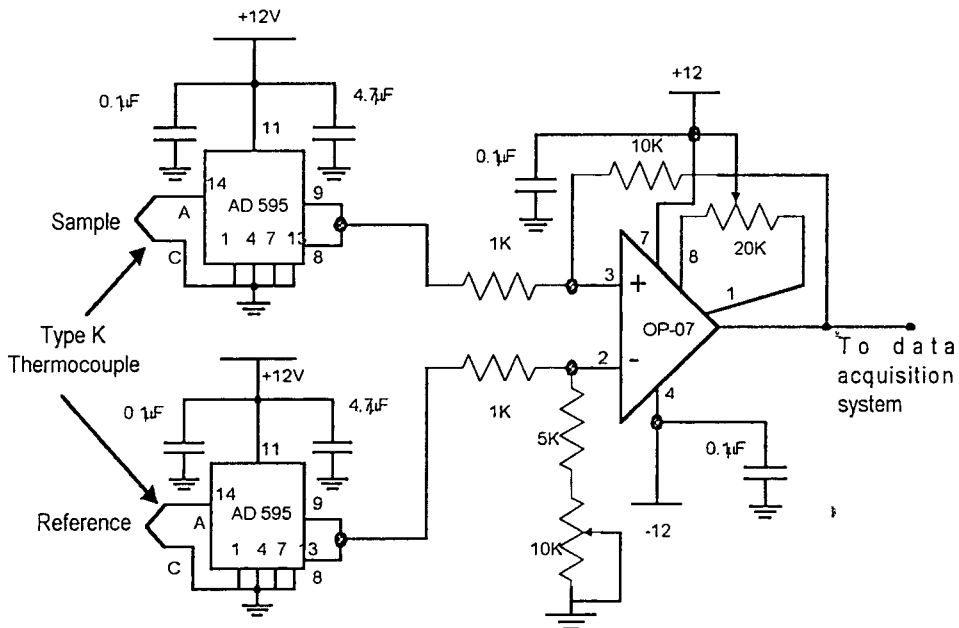 +12V
0.1µF
4.7µF
11
14
9
A
AD 595
Sample
1 4 7 13
8
C
Type K
Thermocouple
+12V
0 1µF
4.7µF
11
14
9
A
AD 595
Reference
1 4 7 13
8
C
+12
0.1µF
10K
7
8
20K
1K
3
+
1
OP-07
2
-
1K
4
5K
0.1µF
10K
-12
To data
acquisition
system